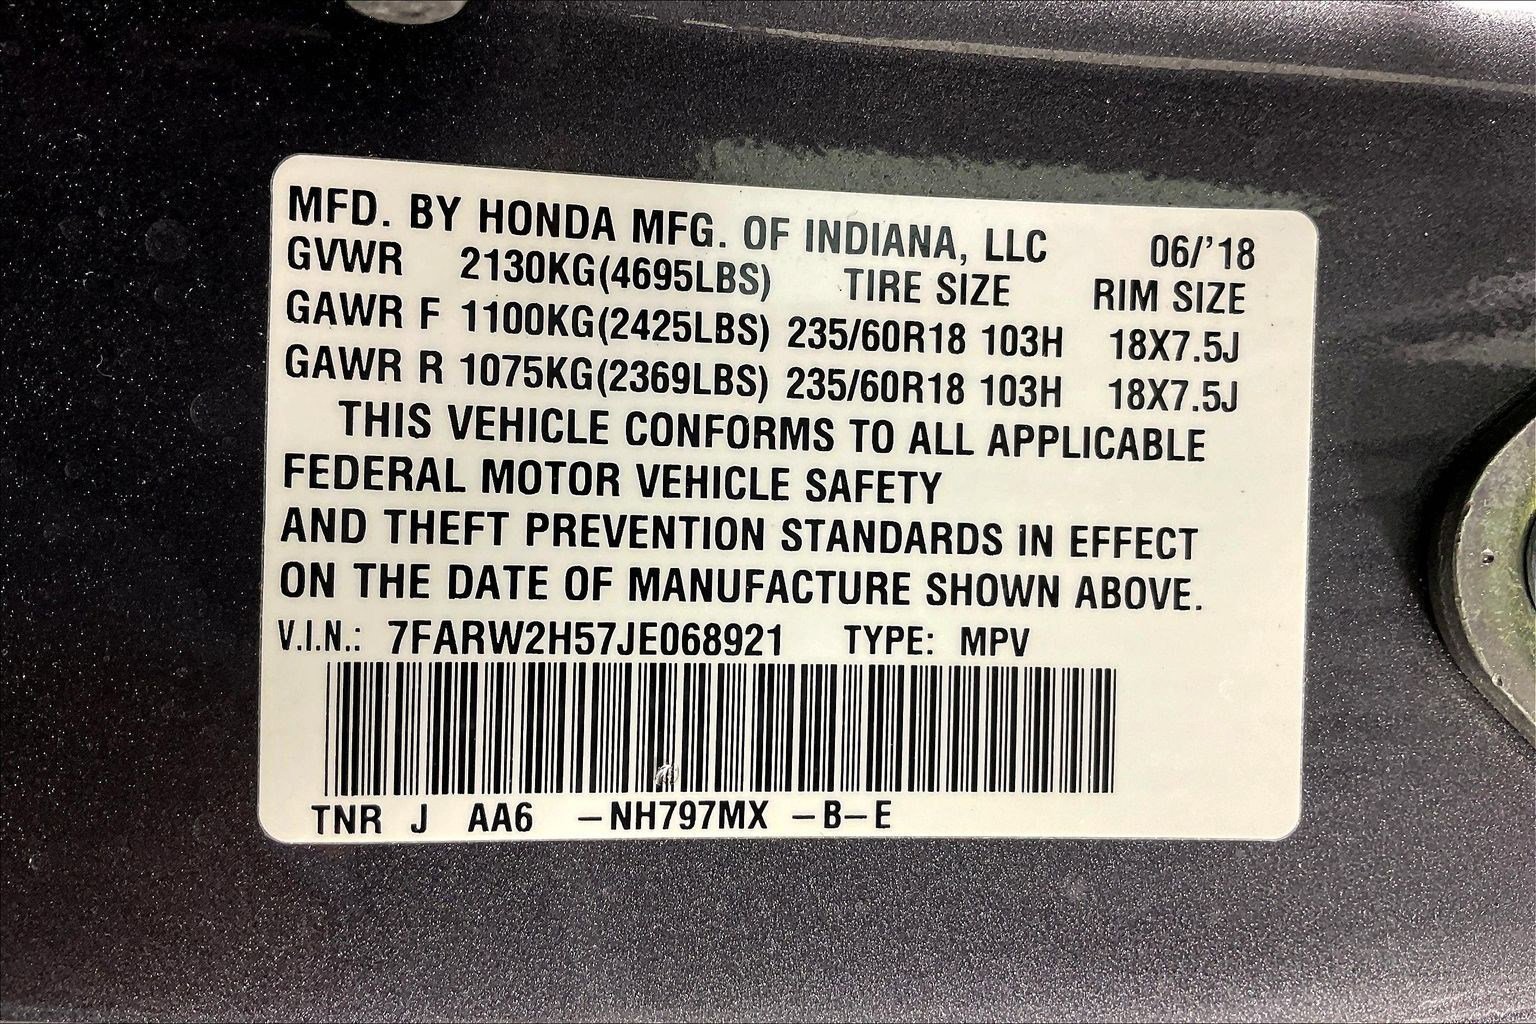 MFD. BY HONDA MFG. OF INDIANA, LLC 06/'18
GVWR 2130KG(4695LBS) TIRE SIZE RIM SIZE
GAWR F 1100KG(2425LBS) 235/60R18 103H 18X7.5J
GAWR R 1075KG(2369LBS) 235/60R18 103H 18X7.5J
THIS VEHICLE CONFORMS TO ALL APPLICABLE
FEDERAL MOTOR VEHICLE SAFETY
AND THEFT PREVENTION STANDARDS IN EFFECT
ON THE DATE OF MANUFACTURE SHOWN ABOVE.
V.I.N.: 7FARW2H57JE068921 TYPE: MPV
TNR J AA6 -NH797MX -B-E